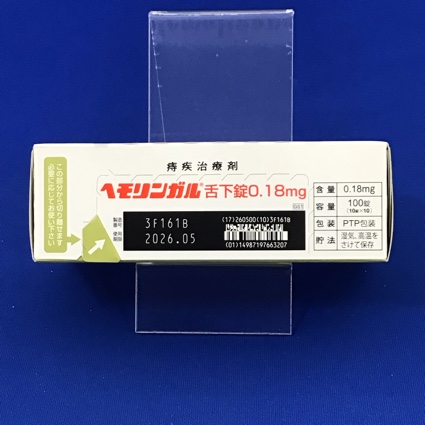 痔疾治療剤
ヘモリンガル®舌下錠0.18mg
この部分から切り離せます
必要に応じてお使い下さい
製造番号 3F161B
使用期限 2026.05
(17)260500(10)3F161B
(01)14987197663207
含量 0.18mg
容量 100錠
(10錠×10)
包装 PTP包装
貯法 湿気、高温を
さけて保存